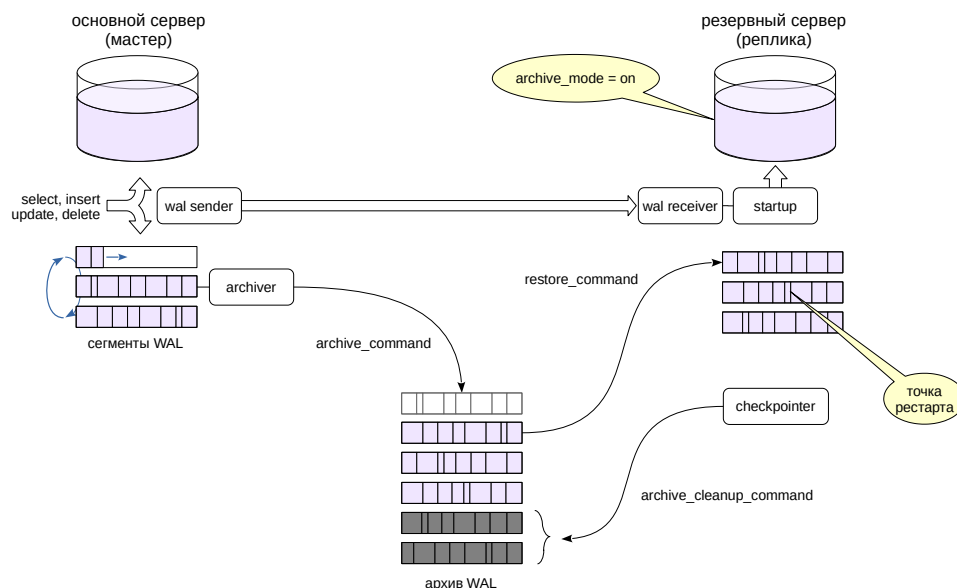 основной сервер
(мастер)
резервный сервер
(реплика)
archive_mode = on
select, insert
update, delete
wal sender
wal receiver
startup
archiver
restore_command
сегменты WAL
archive_command
точка
рестарта
checkpointer
archive_cleanup_command
архив WAL